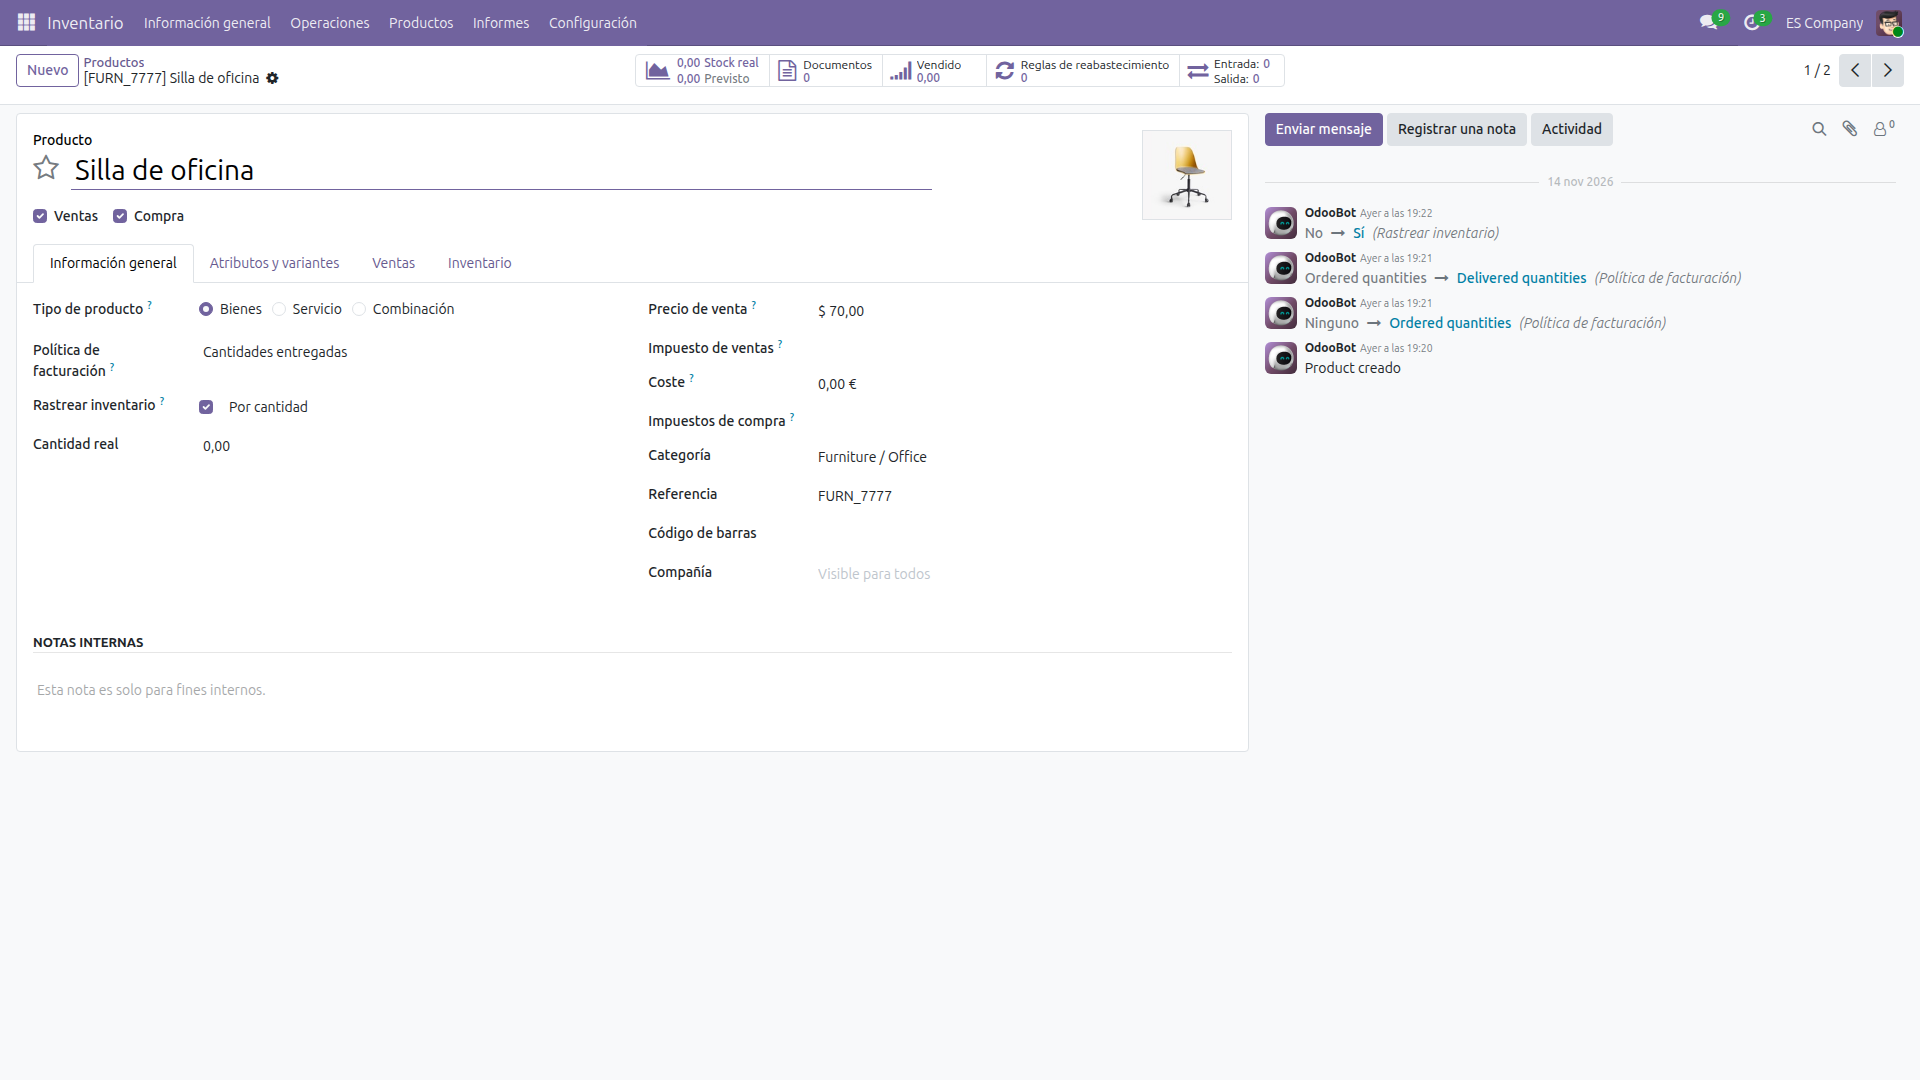 Inventario Información general Operaciones Productos Informes Configuración 9 3 ES Company
Nuevo
Productos
[FURN_7777] Silla de oficina
0,00 Stock real
0,00 Previsto
Documentos
0
Vendido
0,00
Reglas de reabastecimiento
0
Entrada: 0
Salida: 0
1 / 2
Producto
Silla de oficina
Ventas Compra
Información general Atributos y variantes Ventas Inventario
Tipo de producto ? Bienes Servicio Combinación
Política de
facturación ? Cantidades entregadas
Rastrear inventario ? Por cantidad
Cantidad real 0,00
Precio de venta ? $ 70,00
Impuesto de ventas ?
Coste ? 0,00 €
Impuestos de compra ?
Categoría Furniture / Office
Referencia FURN_7777
Código de barras
Compañía Visible para todos
NOTAS INTERNAS
Esta nota es solo para fines internos.
Enviar mensaje Registrar una nota Actividad 0
14 nov 2026
OdooBot Ayer a las 19:22
No → Sí (Rastrear inventario)
OdooBot Ayer a las 19:21
Ordered quantities → Delivered quantities (Política de facturación)
OdooBot Ayer a las 19:21
Ninguno → Ordered quantities (Política de facturación)
OdooBot Ayer a las 19:20
Product creado